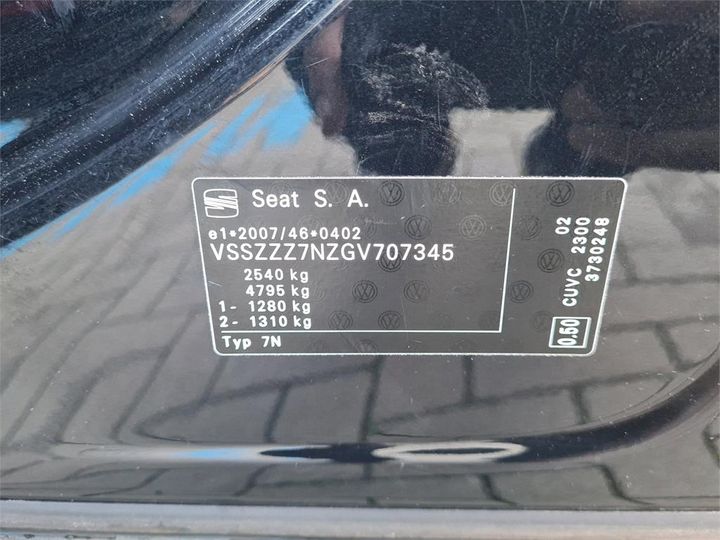 Seat S. A.
e1*2007/46*0402
VSSZZZ7NZGV707345
2540 kg
4795 kg
1- 1280 kg
2- 1310 kg
Typ 7N
0.50 CUVC 02
2300
3730248